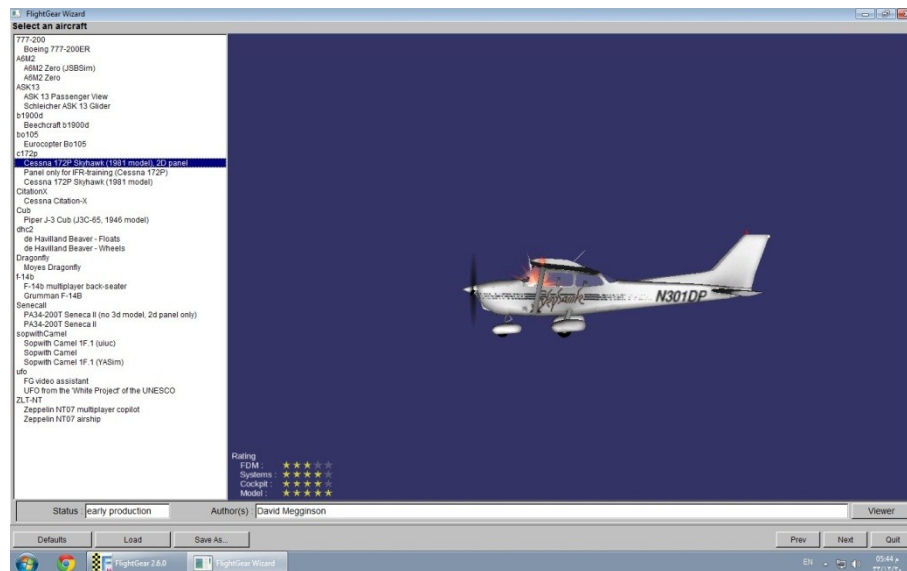 FlightGear Wizard
Select an aircraft
777-200
Boeing 777-200ER
A6M2
A6M2 Zero (JSBSim)
A6M2 Zero
ASK13
ASK 13 Passenger View
Schleicher ASK 13 Glider
b1900d
Beechcraft b1900d
bo105
Eurocopter Bo105
c172p
Cessna 172P Skyhawk (1981 model), 2D panel
Panel only for IFR-training (Cessna 172P)
Cessna 172P Skyhawk (1981 model)
CitationX
Cessna Citation-X
Cub
Piper J-3 Cub (J3C-65, 1946 model)
dhc2
de Havilland Beaver - Floats
de Havilland Beaver - Wheels
Dragonfly
Moyes Dragonfly
f-14b
F-14b multiplayer back-seater
Grumman F-14B
SenecaII
PA34-200T Seneca II (no 3d model, 2d panel only)
PA34-200T Seneca II
sopwithCamel
Sopwith Camel 1F.1 (uiuc)
Sopwith Camel
Sopwith Camel 1F.1 (YASim)
ufo
FG video assistant
UFO from the 'White Project' of the UNESCO
ZLT-NT
Zeppelin NT07 multiplayer copilot
Zeppelin NT07 airship
Skyhawk
N301DP
Rating
FDM :
Systems :
Cockpit :
Model :
Status : early production Author(s) : David Megginson Viewer
Defaults Load Save As... Prev Next Quit
FlightGear 2.6.0 FlightGear Wizard EN 05:44 م